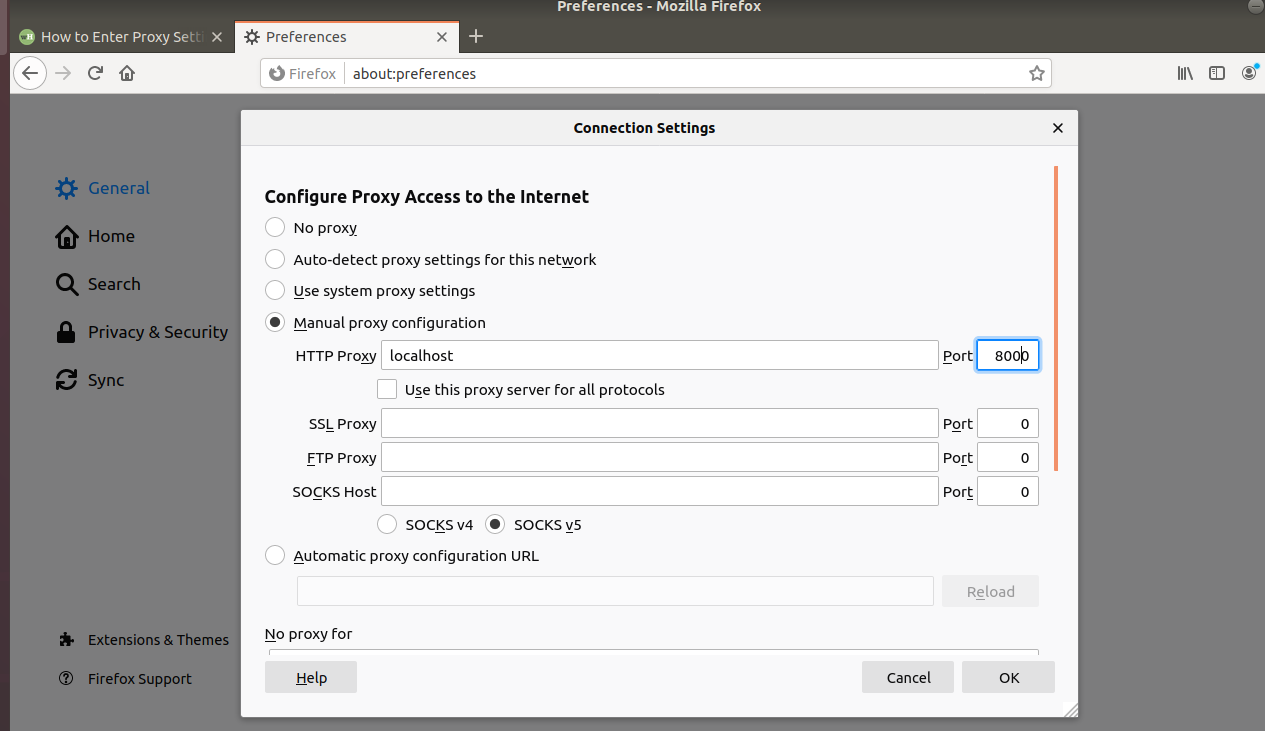 Preferences - Mozilla Firefox
How to Enter Proxy Setti
Preferences
Firefox
about:preferences
Connection Settings
General
Home
Search
Privacy & Security
Sync
Extensions & Themes
Firefox Support
Configure Proxy Access to the Internet
No proxy
Auto-detect proxy settings for this network
Use system proxy settings
Manual proxy configuration
HTTP Proxy localhost Port 8000
Use this proxy server for all protocols
SSL Proxy Port 0
FTP Proxy Port 0
SOCKS Host Port 0
SOCKS v4 SOCKS v5
Automatic proxy configuration URL
Reload
No proxy for
Help Cancel OK